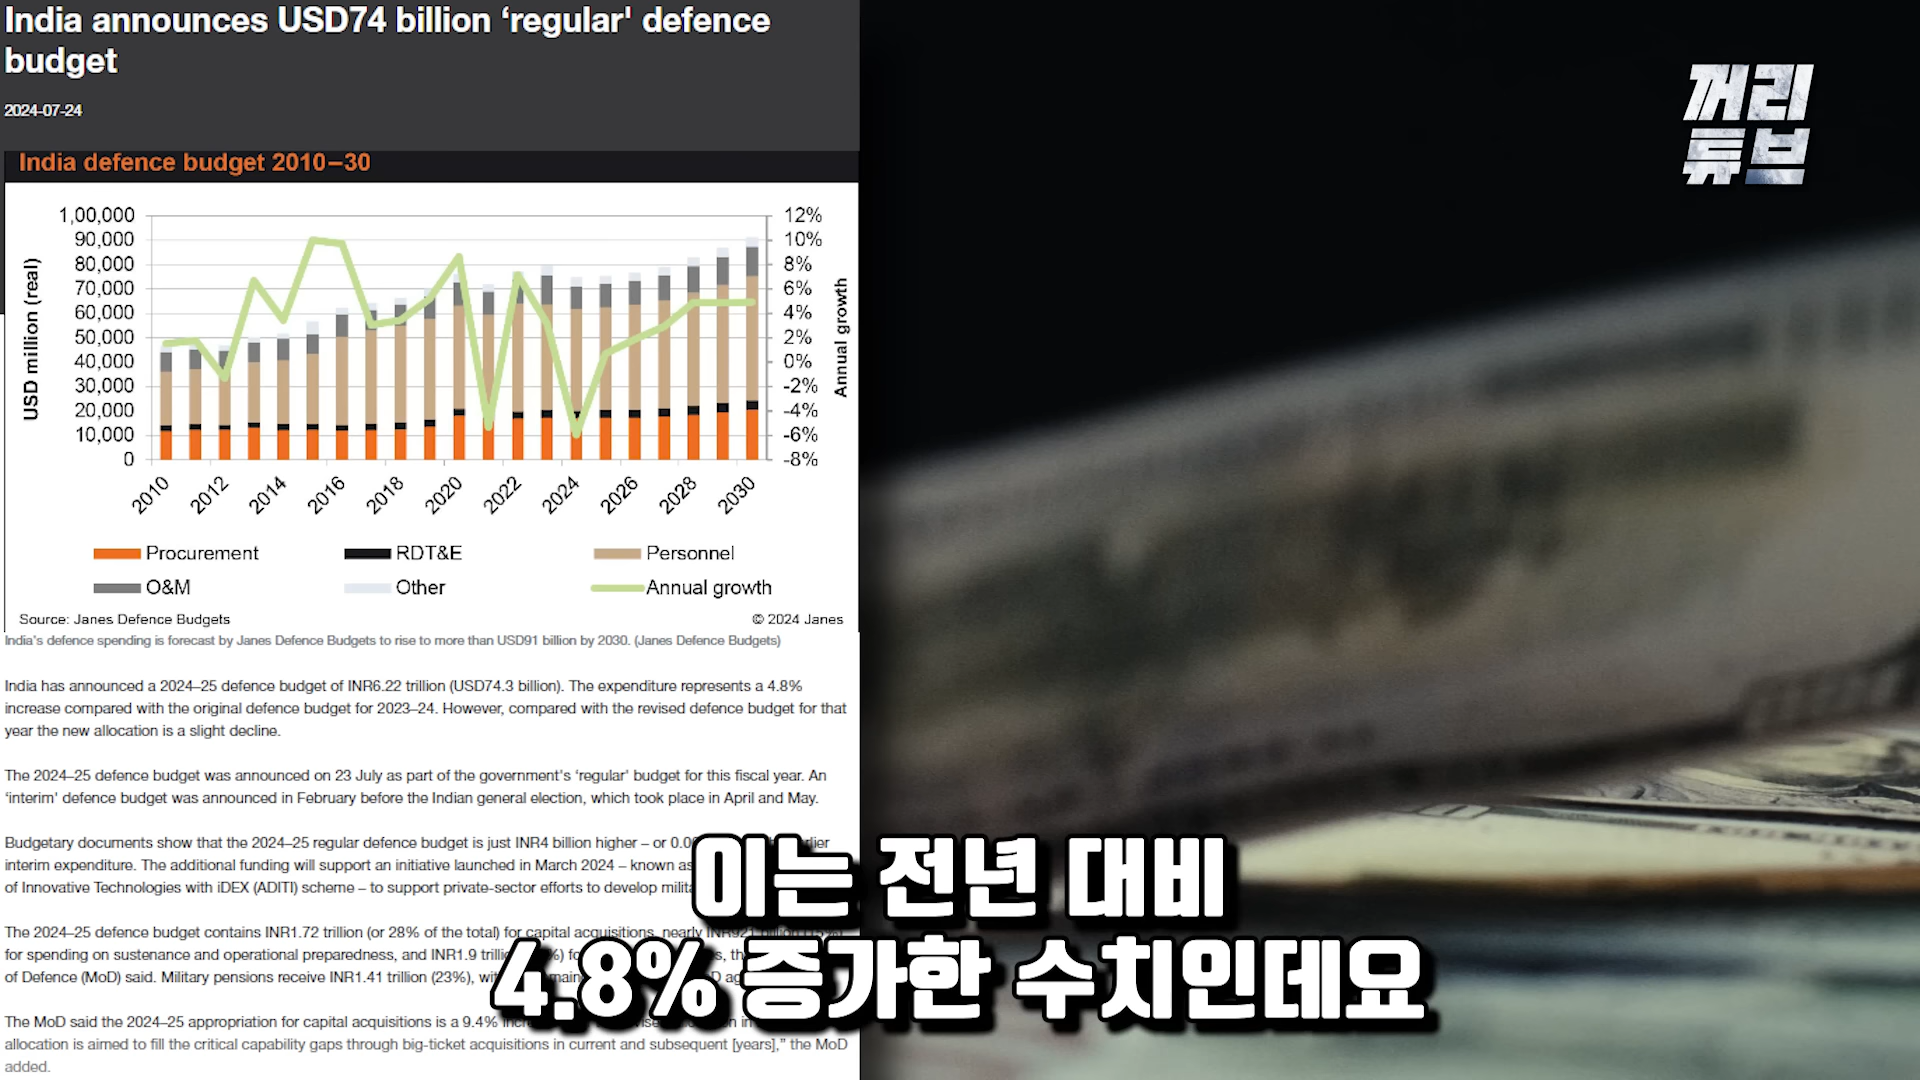 India announces USD74 billion ‘regular' defence
budget
2024-07-24
India defence budget 2010–30
1,00,000
90,000
80,000
70,000
60,000
50,000
40,000
30,000
20,000
10,000
0
USD million (real)
12%
10%
8%
6%
4%
2%
0%
-2%
-4%
-6%
-8%
Annual growth
2010 2012 2014 2016 2018 2020 2022 2024 2026 2028 2030
Procurement RDT&E Personnel
O&M Other Annual growth
Source: Janes Defence Budgets © 2024 Janes
India's defence spending is forecast by Janes Defence Budgets to rise to more than USD91 billion by 2030. (Janes Defence Budgets)
India has announced a 2024–25 defence budget of INR6.22 trillion (USD74.3 billion). The expenditure represents a 4.8%
increase compared with the original defence budget for 2023–24. However, compared with the revised defence budget for that
year the new allocation is a slight decline.
The 2024–25 defence budget was announced on 23 July as part of the government's ‘regular’ budget for this fiscal year. An
‘interim’ defence budget was announced in February before the Indian general election, which took place in April and May.
Budgetary documents show that the 2024–25 regular defence budget is just INR4 billion higher – or
interim expenditure. The additional funding will support an initiative launched in March 2024 – known as
of Innovative Technologies with iDEX (ADITI) scheme – to support private-sector efforts to develop
The 2024–25 defence budget contains INR1.72 trillion (or 28% of the total) for capital acquisitions, nearly INR921 billion (15%)
for spending on sustenance and operational preparedness, and INR1.9
of Defence (MoD) said. Military pensions receive INR1.41 trillion (23%),
The MoD said the 2024–25 appropriation for capital acquisitions is a 9.4%
allocation is aimed to fill the critical capability gaps through big-ticket acquisitions in current and subsequent [years],” the MoD
added.
꺼리
튜브
이는 전년 대비
4.8% 증가한 수치인데요